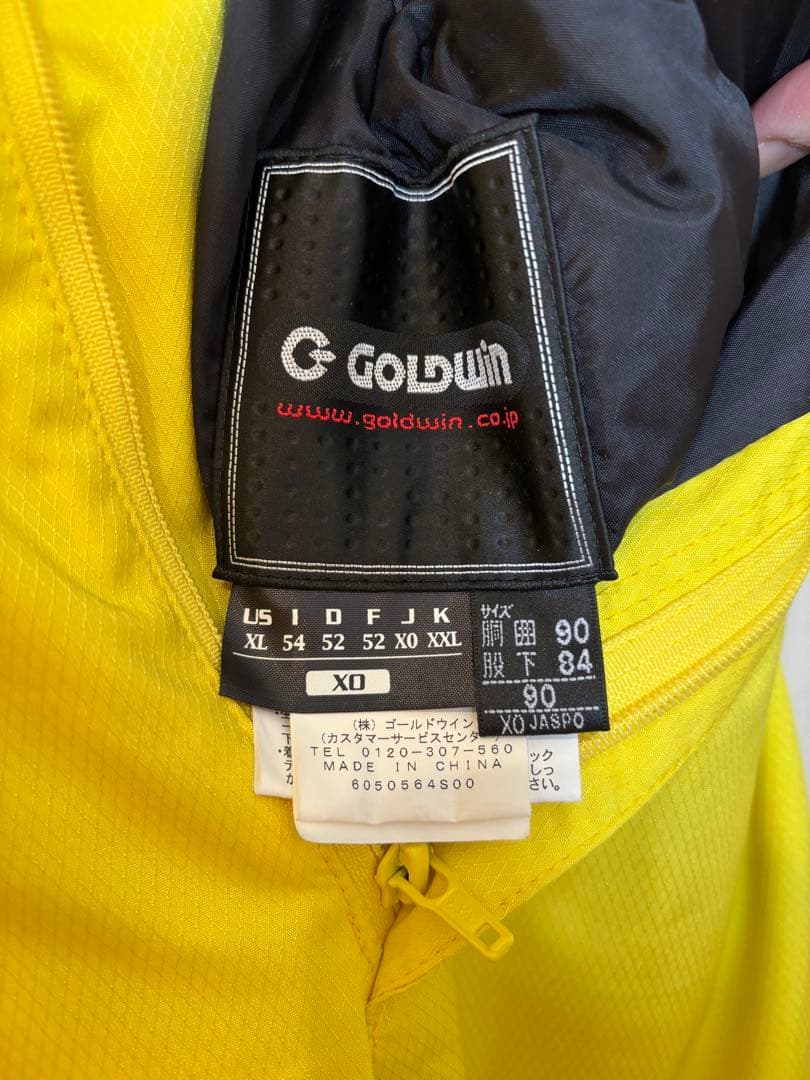 GOLDWIN
www.goldwin.co.jp
US I D F J K
XL 54 52 52 XO XXL
XO
サイズ
胴囲 90
股下 84
90
XO JASPO
(株) ゴールドウイン
(カスタマーサービスセンター)
TEL 0120-307-560
MADE IN CHINA
6050564S00
ック
しっ
さい。